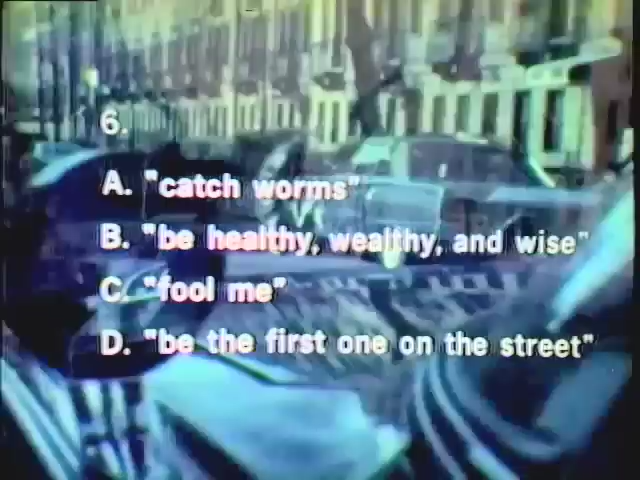 6.
A. "catch worms"
B. "be healthy, wealthy, and wise"
C. "fool me"
D. "be the first one on the street"